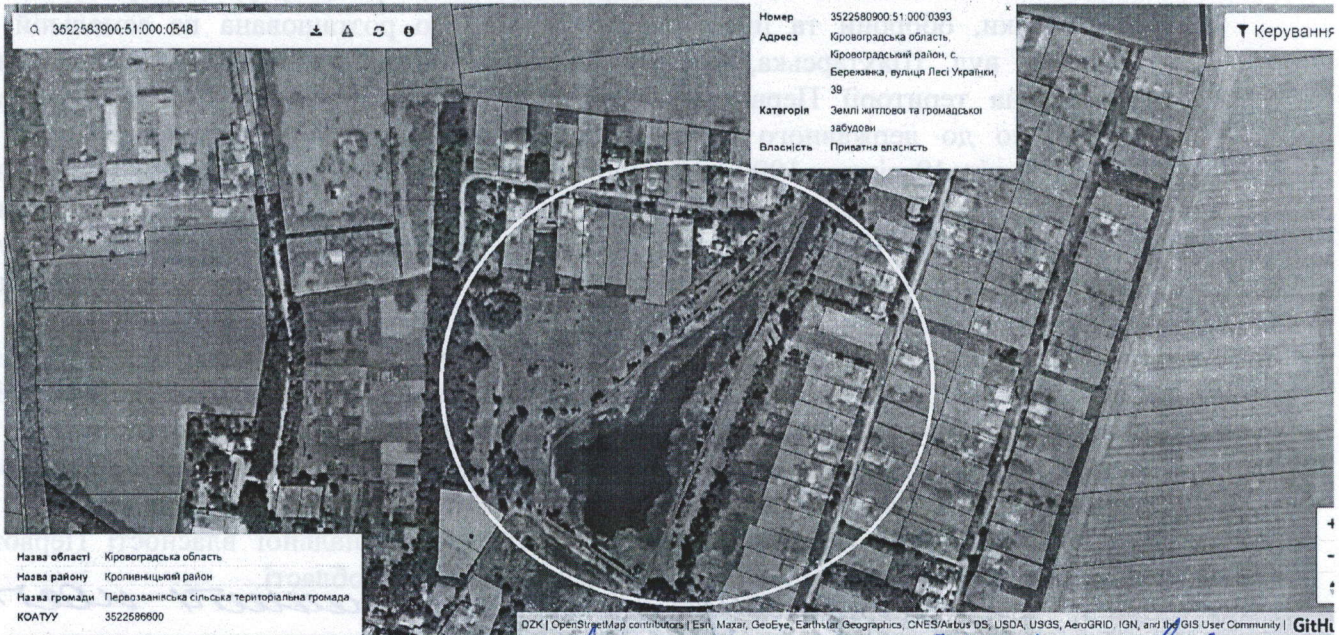 3522583900:51:000:0548
Номер 3522580900:51:000:0393
Адреса Кіровоградська область,
Кіровоградський район, с.
Бережинка, вулиця Лесі Українки,
39
Категорія Землі житлової та громадської
забудови
Власність Приватна власність
Керування
Назва області Кіровоградська область
Назва району Кропивницький район
Назва громади Первозванівська сільська територіальна громада
КОАТУУ 3522586600
DZK | OpenStreetMap contributors | Esri, Maxar, GeoEye, Earthstar Geographics, CNES/Airbus DS, USDA, USGS, AeroGRID, IGN, and the GIS User Community | GitHu